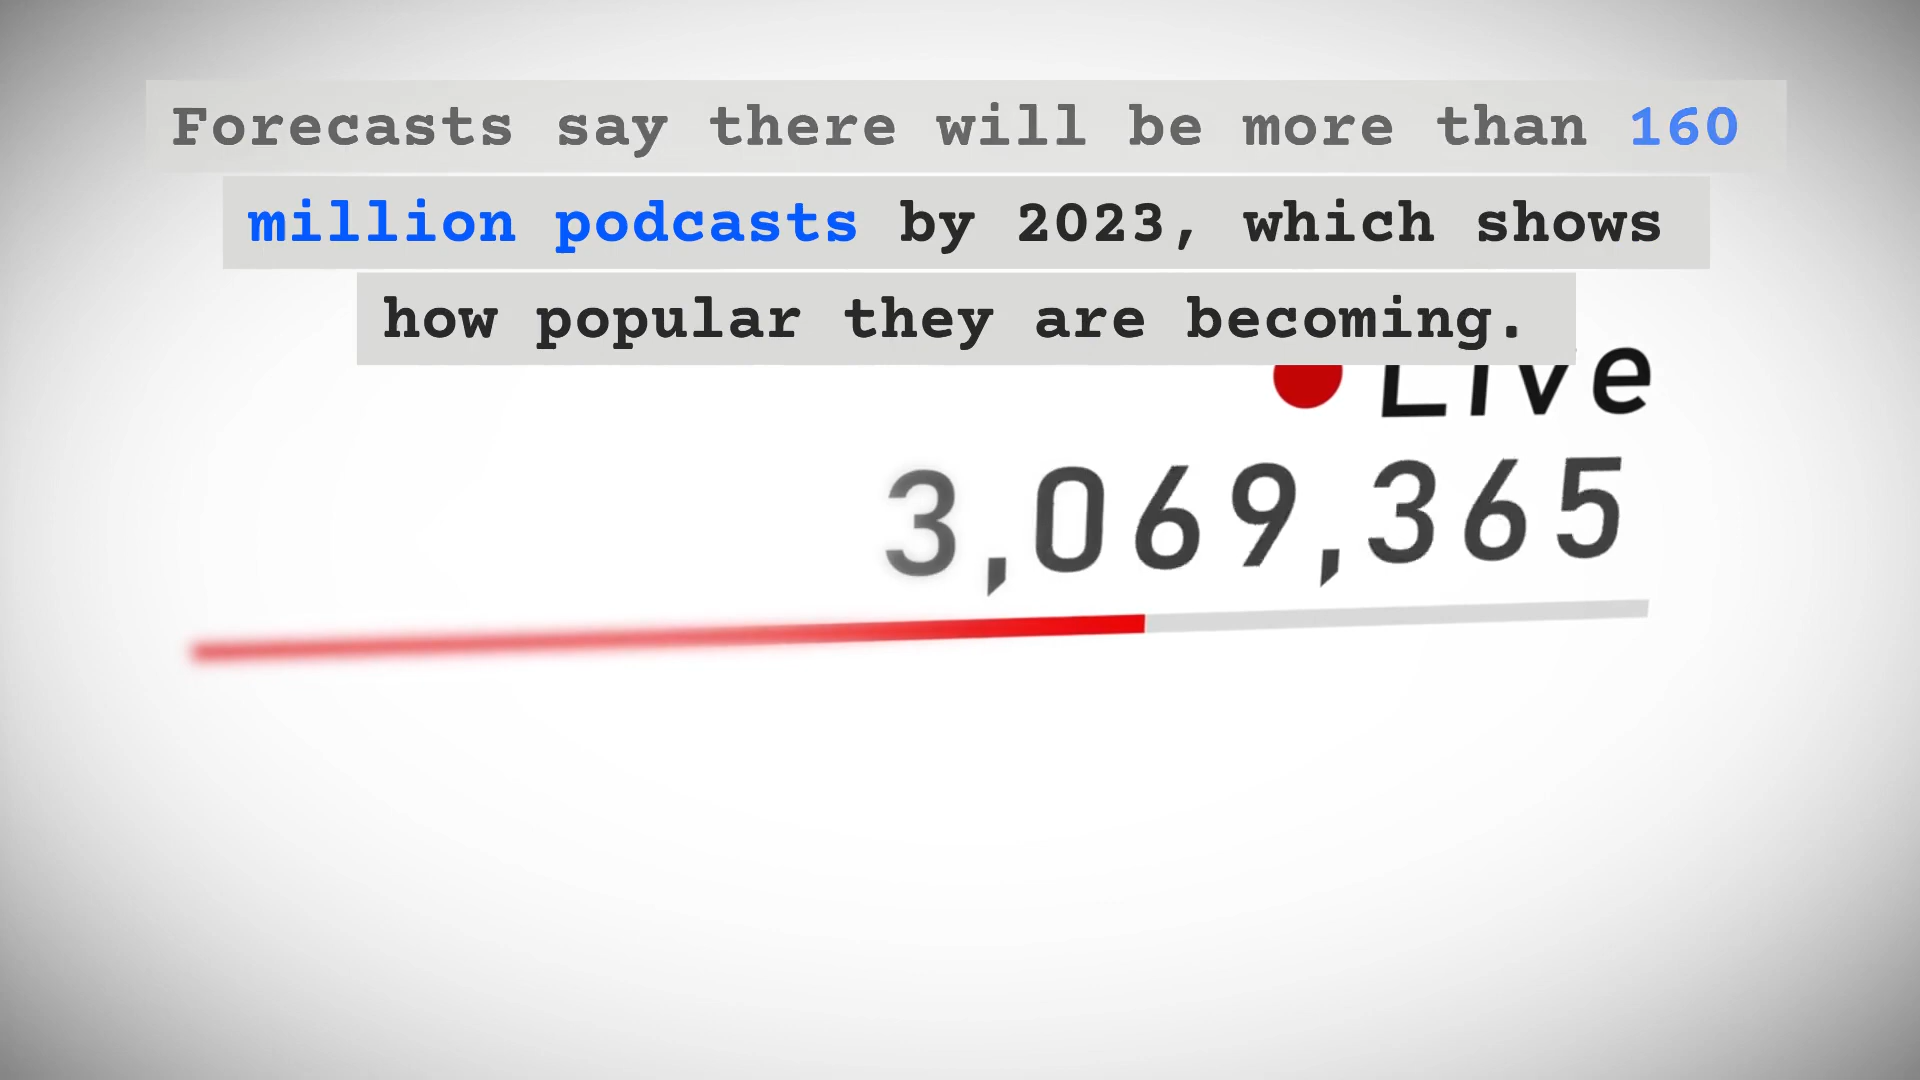 Forecasts say there will be more than 160
million podcasts by 2023, which shows
how popular they are becoming.
Live
3,069,365